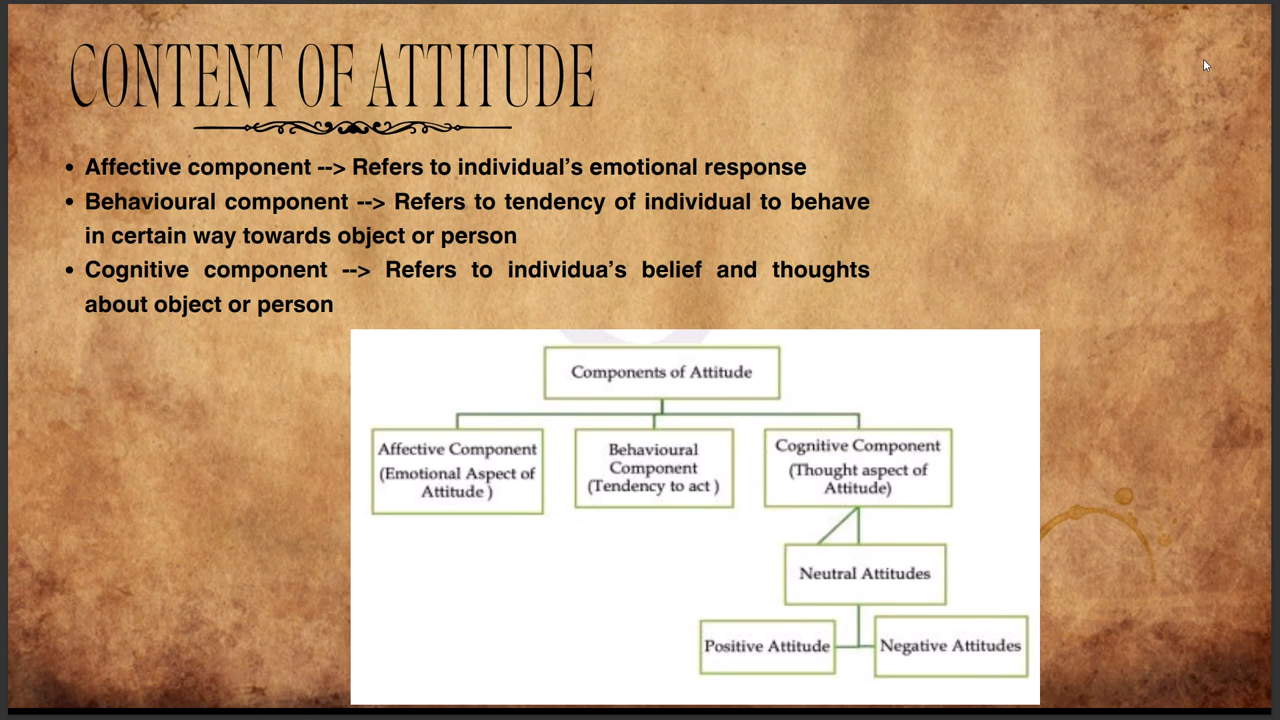 CONTENT OF ATTITUDE
• Affective component --> Refers to individual’s emotional response
• Behavioural component --> Refers to tendency of individual to behave
in certain way towards object or person
• Cognitive component --> Refers to individua’s belief and thoughts
about object or person
Components of Attitude
Affective Component
(Emotional Aspect of
Attitude )
Behavioural
Component
(Tendency to act )
Cognitive Component
(Thought aspect of
Attitude)
Neutral Attitudes
Positive Attitude
Negative Attitudes